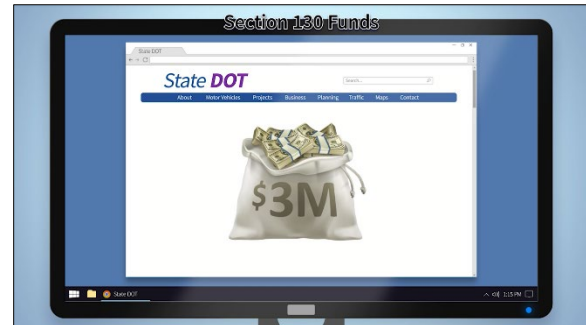 Section 130 Funds
State DOT
State DOT
Search...
About Motor Vehicles Projects Business Planning Traffic Maps Contact
$3M
State DOT
1:15 PM